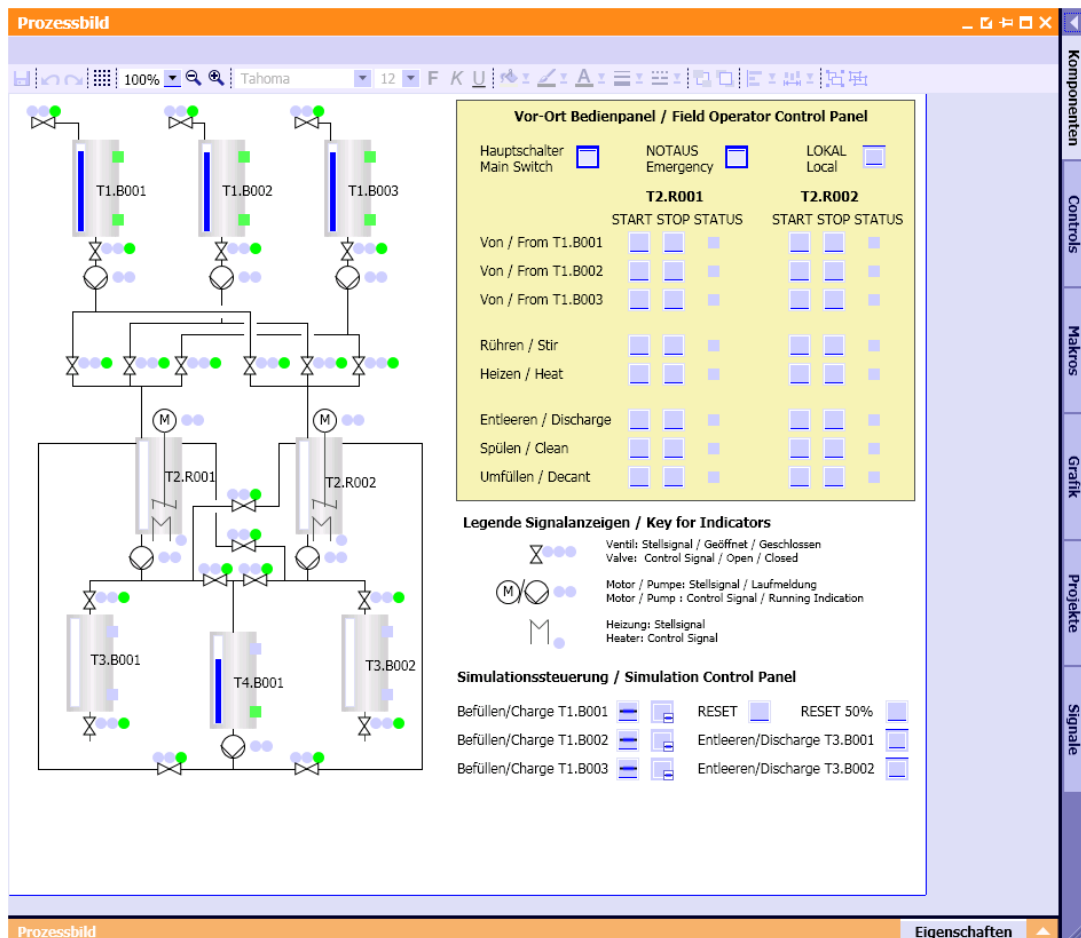 Prozessbild
100%
Tahoma
12
F K U A
Komponenten
Controls
Makros
Grafik
Projekte
Signale
T1.B001
T1.B002
T1.B003
M
M
T2.R001
T2.R002
T3.B001
T4.B001
T3.B002
Vor-Ort Bedienpanel / Field Operator Control Panel
Hauptschalter
Main Switch
NOTAUS
Emergency
LOKAL
Local
T2.R001 T2.R002
START STOP STATUS START STOP STATUS
Von / From T1.B001
Von / From T1.B002
Von / From T1.B003
Rühren / Stir
Heizen / Heat
Entleeren / Discharge
Spülen / Clean
Umfüllen / Decant
Legende Signalanzeigen / Key for Indicators
Ventil: Stellsignal / Geöffnet / Geschlossen
Valve: Control Signal / Open / Closed
M
Motor / Pumpe: Stellsignal / Laufmeldung
Motor / Pump : Control Signal / Running Indication
Heizung: Stellsignal
Heater: Control Signal
Simulationssteuerung / Simulation Control Panel
Befüllen/Charge T1.B001 RESET RESET 50%
Befüllen/Charge T1.B002 Entleeren/Discharge T3.B001
Befüllen/Charge T1.B003 Entleeren/Discharge T3.B002
Prozessbild
Eigenschaften